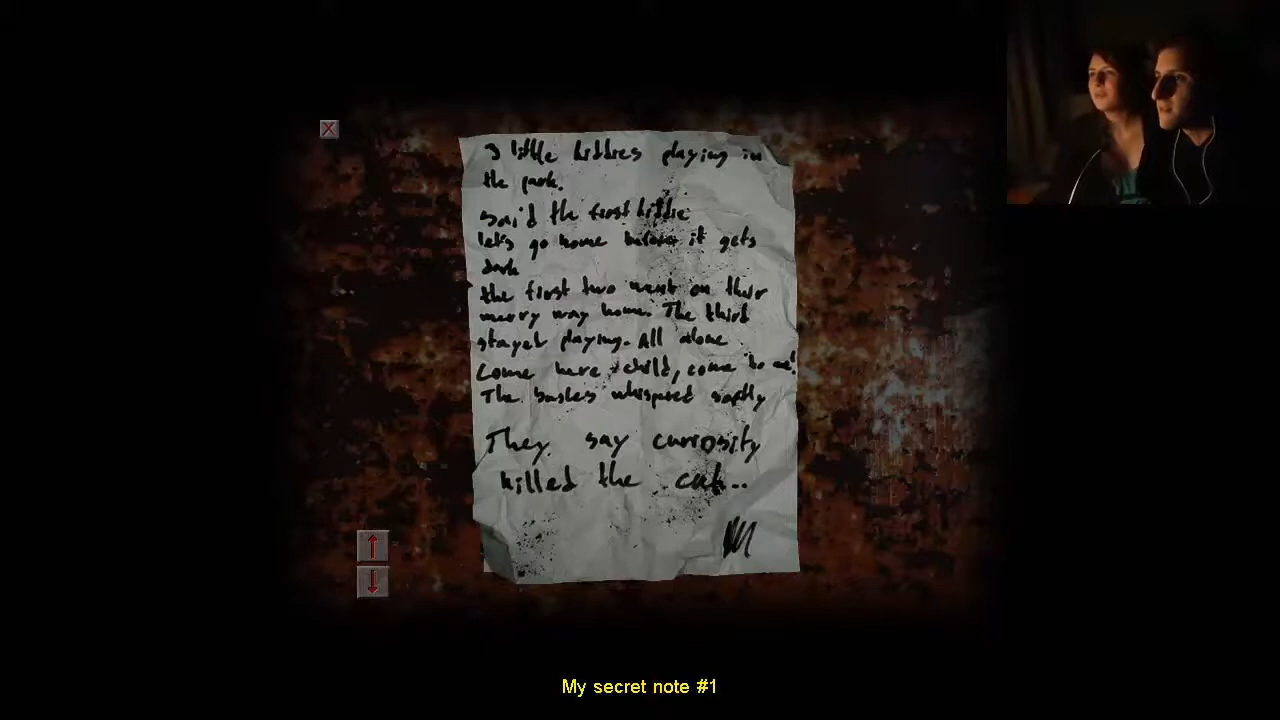 3 little kiddies playing in
the park.
said the first kiddie
let's go home before it gets
dark
the first two went on their
merry way home. The third
stayed playing. All alone
Come here child, come to me!
The bushes whispered softly
They say curiosity
killed the cat..
My secret note #1